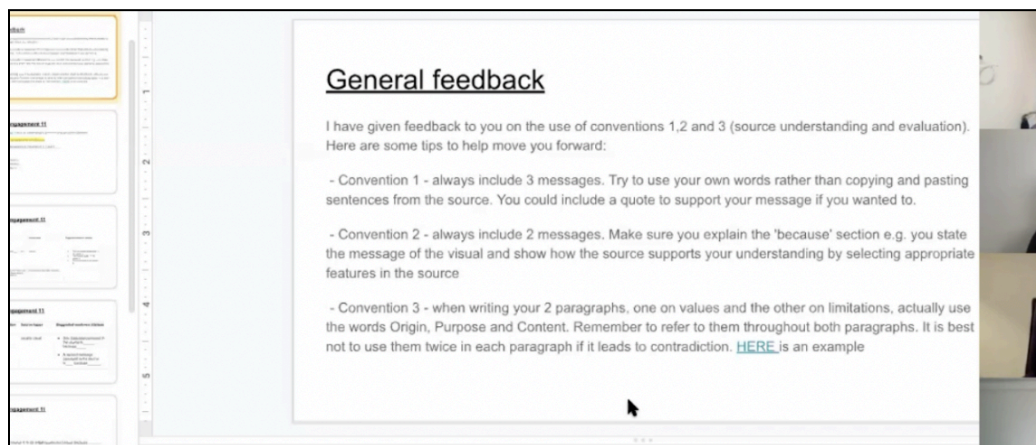 General feedback
I have given feedback to you on the use of conventions 1,2 and 3 (source understanding and evaluation).
Here are some tips to help move you forward:
- Convention 1 - always include 3 messages. Try to use your own words rather than copying and pasting
sentences from the source. You could include a quote to support your message if you wanted to.
- Convention 2 - always include 2 messages. Make sure you explain the 'because' section e.g. you state
the message of the visual and show how the source supports your understanding by selecting appropriate
features in the source
- Convention 3 - when writing your 2 paragraphs, one on values and the other on limitations, actually use
the words Origin, Purpose and Content. Remember to refer to them throughout both paragraphs. It is best
not to use them twice in each paragraph if it leads to contradiction. HERE is an example
1
2
3
4
5